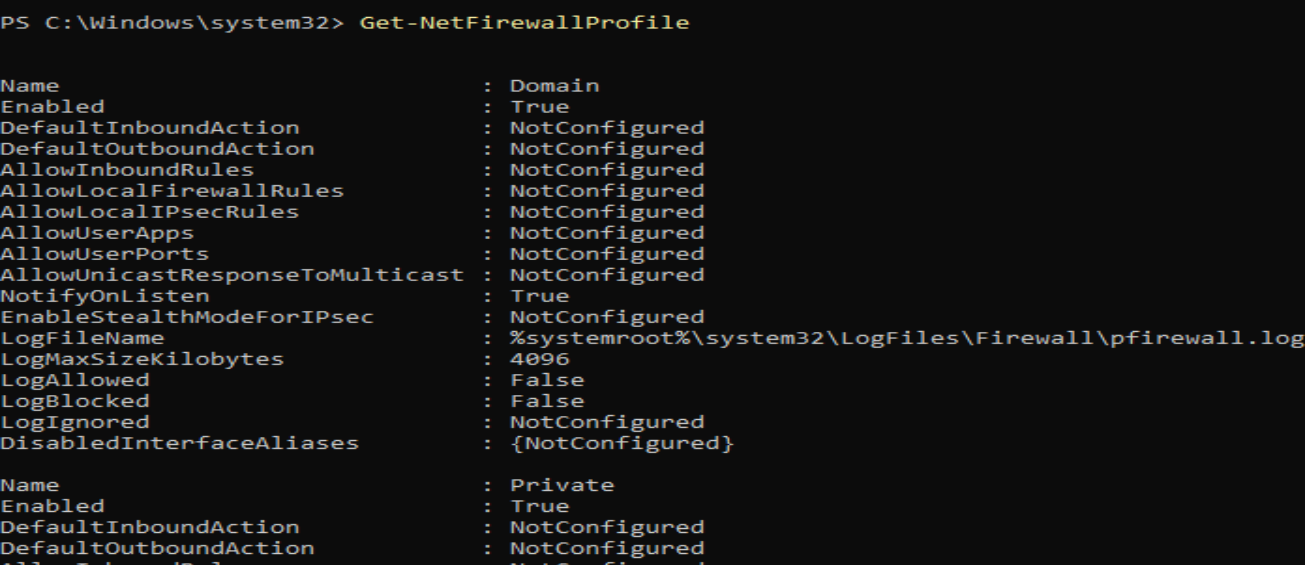 PS C:\Windows\system32> Get-NetFirewallProfile
Name : Domain
Enabled : True
DefaultInboundAction : NotConfigured
DefaultOutboundAction : NotConfigured
AllowInboundRules : NotConfigured
AllowLocalFirewallRules : NotConfigured
AllowLocalIPsecRules : NotConfigured
AllowUserApps : NotConfigured
AllowUserPorts : NotConfigured
AllowUnicastResponseToMulticast : NotConfigured
NotifyOnListen : True
EnableStealthModeForIPsec : NotConfigured
LogFileName : %systemroot%\system32\LogFiles\Firewall\pfirewall.log
LogMaxSizeKilobytes : 4096
LogAllowed : False
LogBlocked : False
LogIgnored : NotConfigured
DisabledInterfaceAliases : {NotConfigured}
Name : Private
Enabled : True
DefaultInboundAction : NotConfigured
DefaultOutboundAction : NotConfigured